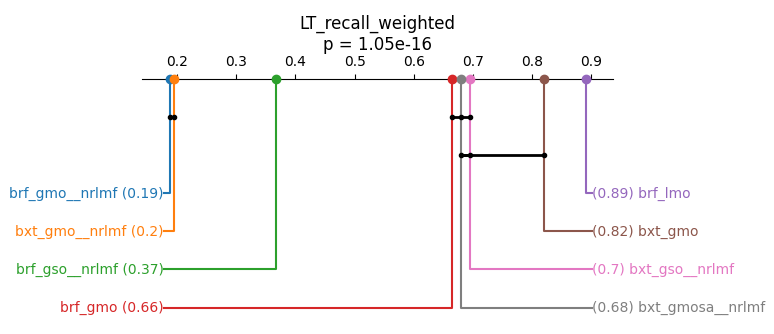 LT_recall_weighted
p = 1.05e-16
0.2 0.3 0.4 0.5 0.6 0.7 0.8 0.9
brf_gmo__nrlmf (0.19) (0.89) brf_lmo
bxt_gmo__nrlmf (0.2) (0.82) bxt_gmo
brf_gso__nrlmf (0.37) (0.7) bxt_gso__nrlmf
brf_gmo (0.66) (0.68) bxt_gmosa__nrlmf